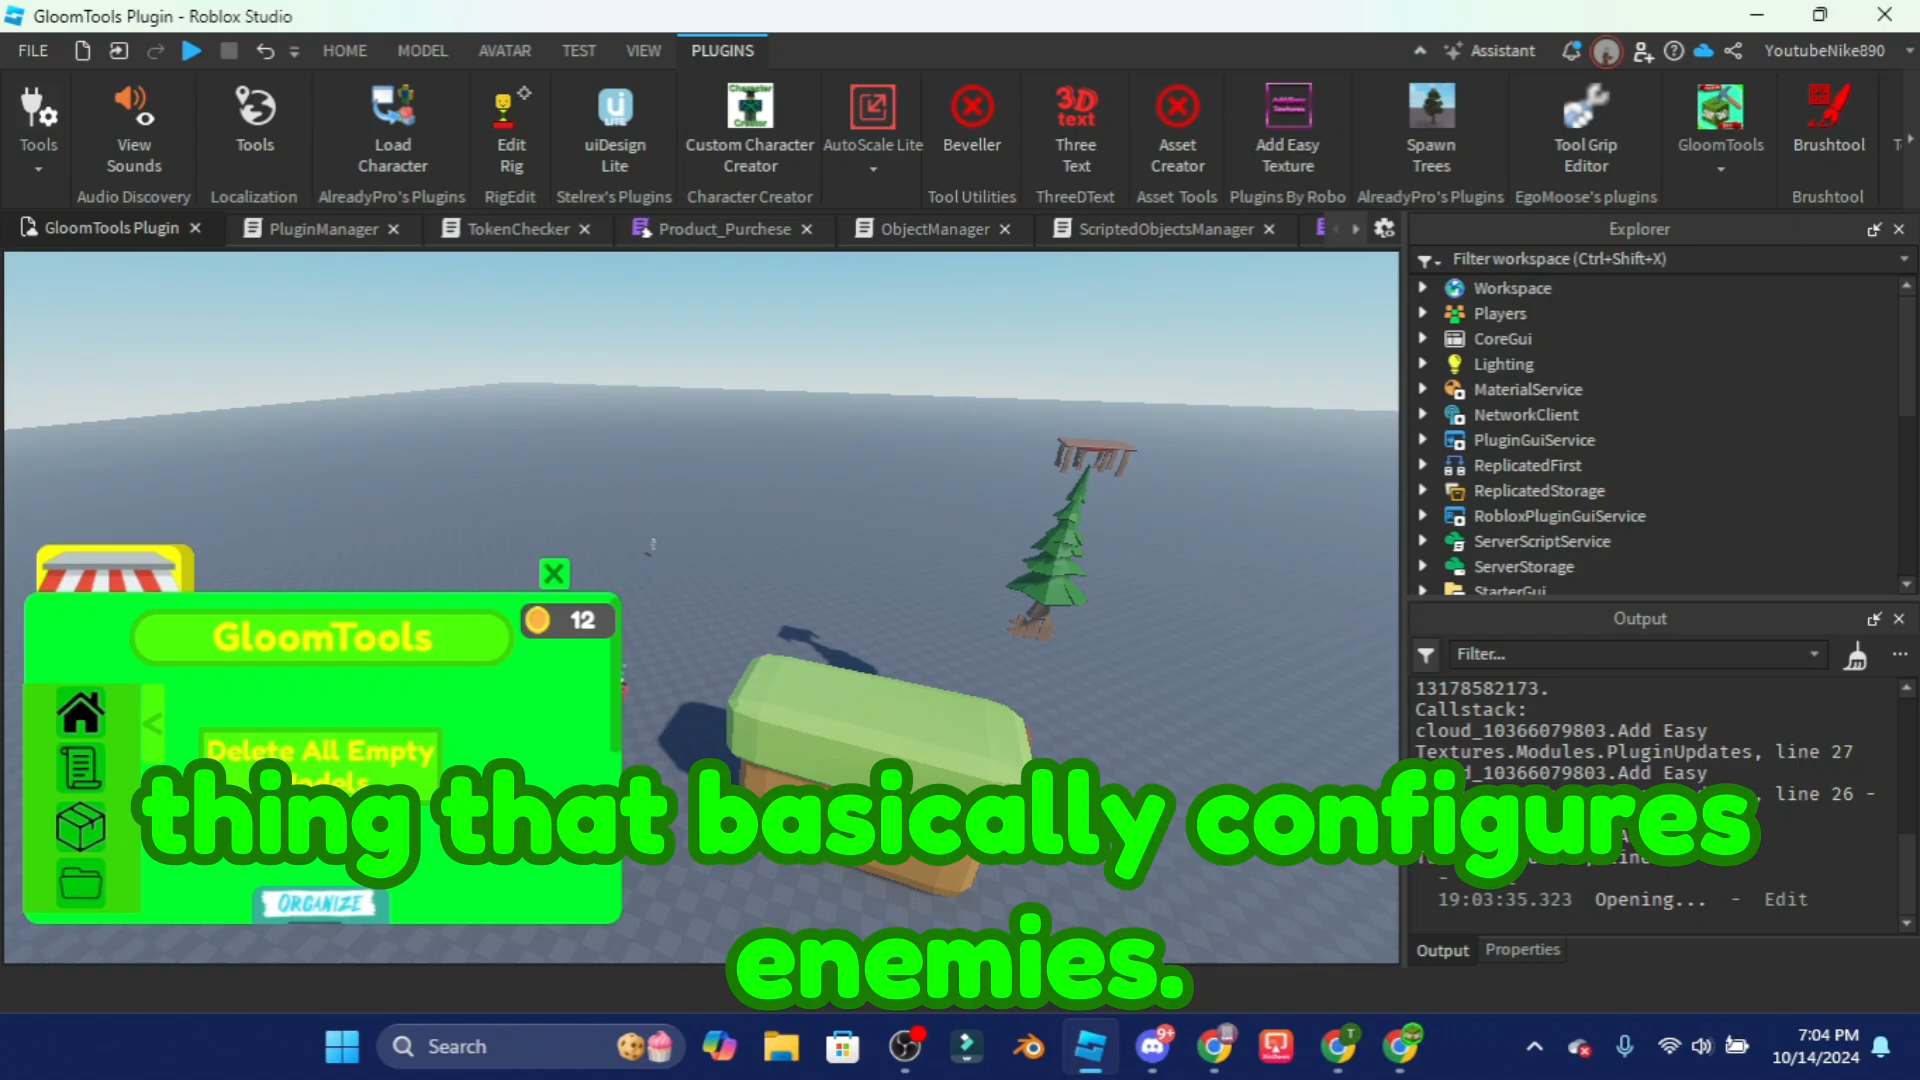 GloomTools Plugin - Roblox Studio
FILE
HOME
MODEL
AVATAR
TEST
VIEW
PLUGINS
Assistant
YoutubeNike890
Tools
View
Sounds
Tools
Load
Character
Edit
Rig
uiDesign
Lite
Custom Character
Creator
AutoScale Lite
Beveller
Three
Text
Asset
Creator
Add Easy
Texture
Spawn
Trees
Tool Grip
Editor
GloomTools
Brushtool
Audio Discovery
Localization
AlreadyPro's Plugins
RigEdit
Stelrex's Plugins
Character Creator
Tool Utilities
ThreeDText
Asset Tools
Plugins By Robo
AlreadyPro's Plugins
EgoMoose's plugins
Brushtool
GloomTools Plugin
PluginManager
TokenChecker
Product_Purchese
ObjectManager
ScriptedObjectsManager
Explorer
Filter workspace (Ctrl+Shift+X)
Workspace
Players
CoreGui
Lighting
MaterialService
NetworkClient
PluginGuiService
ReplicatedFirst
ReplicatedStorage
RobloxPluginGuiService
ServerScriptService
ServerStorage
StarterGui
Output
Filter...
13178582173.
Callstack:
cloud_10366079803.Add Easy
Textures.Modules.PluginUpdates, line 27
_10366079803.Add Easy
, line 26 -
19:03:35.323 Opening... - Edit
Output
Properties
GloomTools
12
Delete All Empty
ORGANIZE
thing that basically configures
enemies.
Search
9+
7:04 PM
10/14/2024